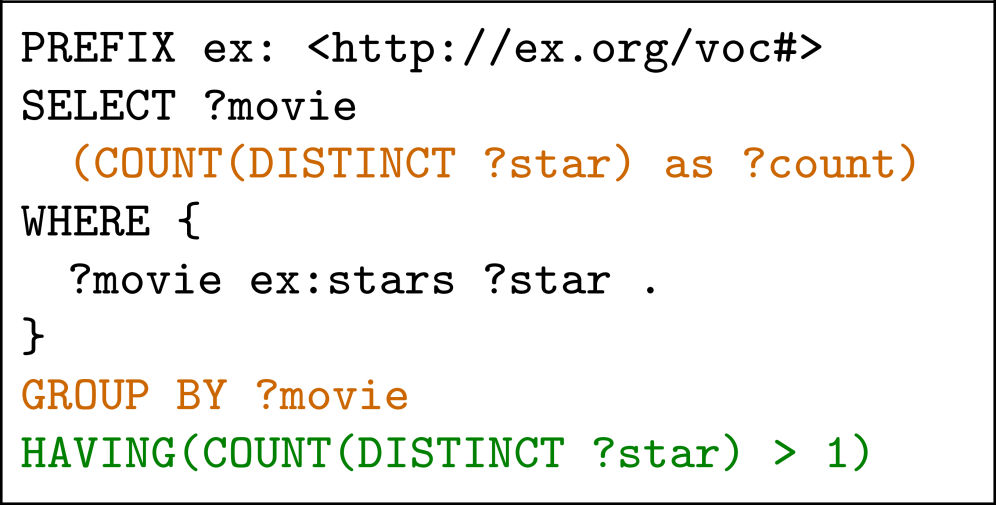 PREFIX ex: <http://ex.org/voc#>
SELECT ?movie
  (COUNT(DISTINCT ?star) as ?count)
WHERE {
  ?movie ex:stars ?star .
}
GROUP BY ?movie
HAVING(COUNT(DISTINCT ?star) > 1)